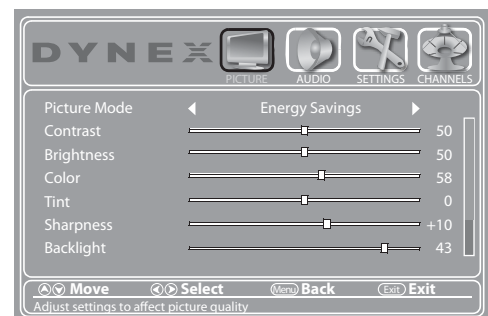 DYNEX
PICTURE AUDIO SETTINGS CHANNELS
Picture Mode Energy Savings
Contrast 50
Brightness 50
Color 58
Tint 0
Sharpness +10
Backlight 43
Move Select Menu Back Exit Exit
Adjust settings to affect picture quality